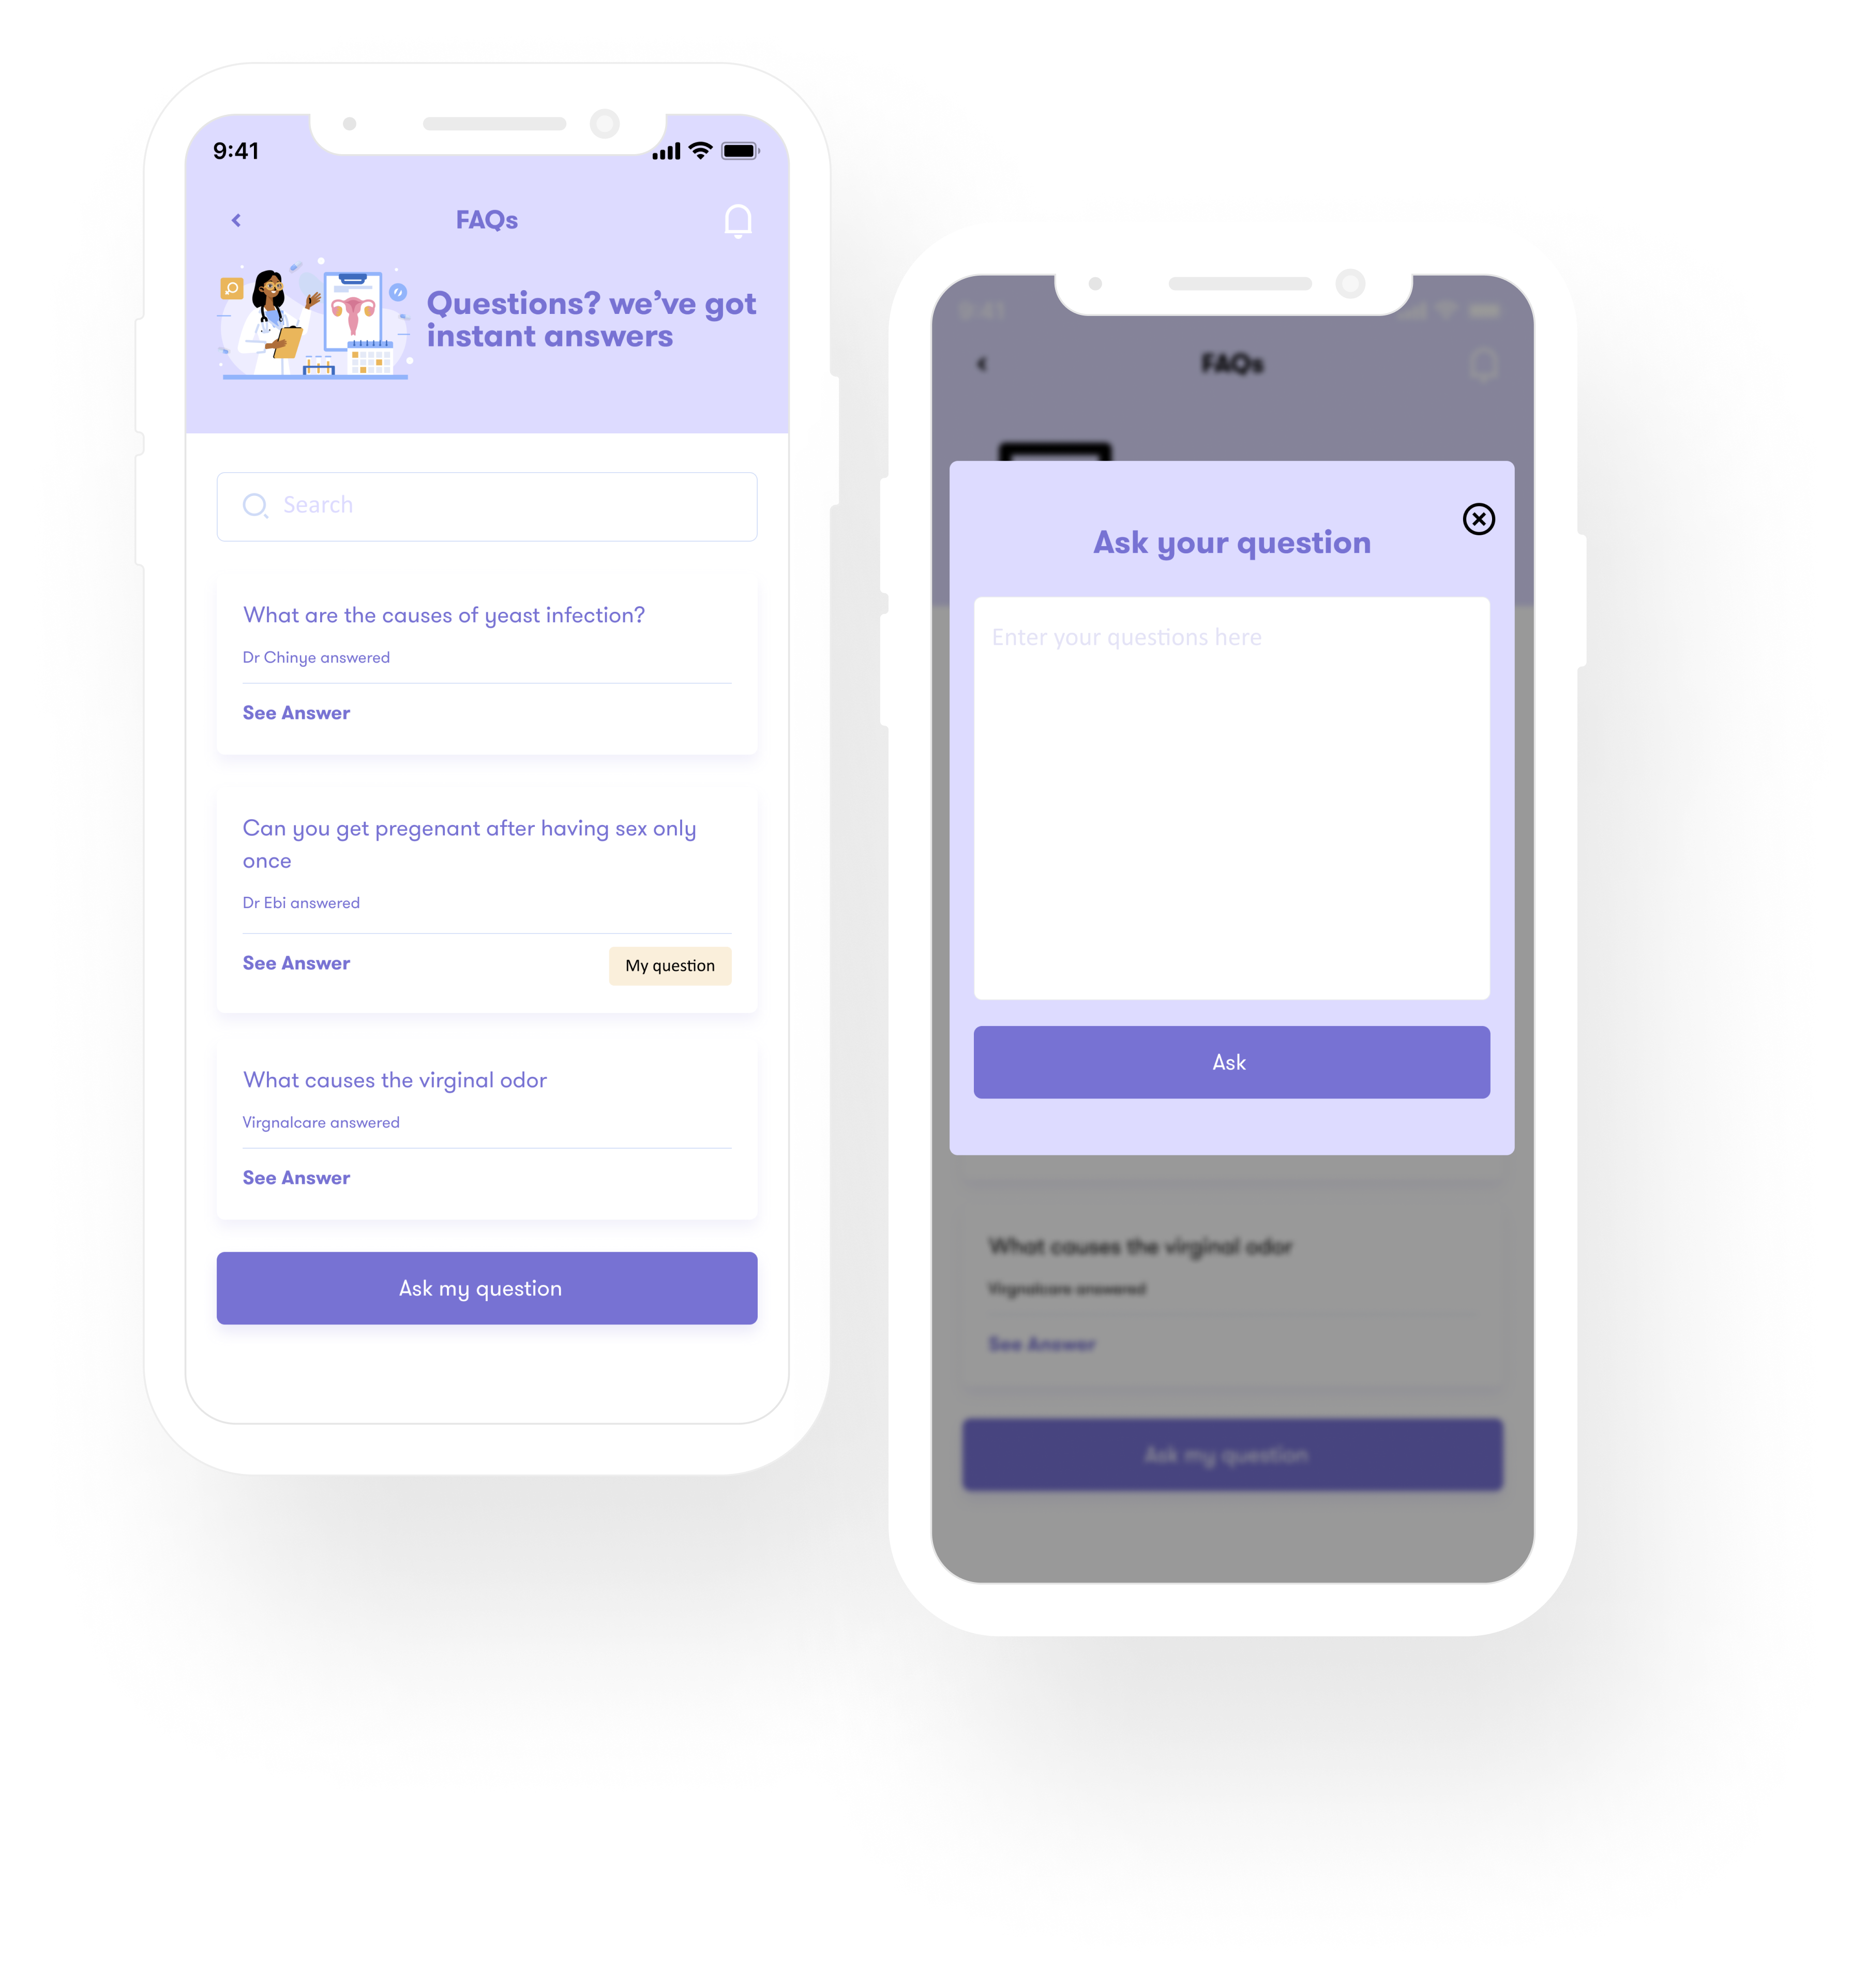 9:41
FAQs
Questions? we've got
instant answers
Search
What are the causes of yeast infection?
Dr Chinye answered
See Answer
Can you get pregenant after having sex only
once
Dr Ebi answered
See Answer
My question
What causes the virginal odor
Virgnalcare answered
See Answer
Ask my question
9:41
FAQs
Ask your question
Enter your questions here
Ask
What causes the virginal odor
Virgnalcare answered
See Answer
Ask my question